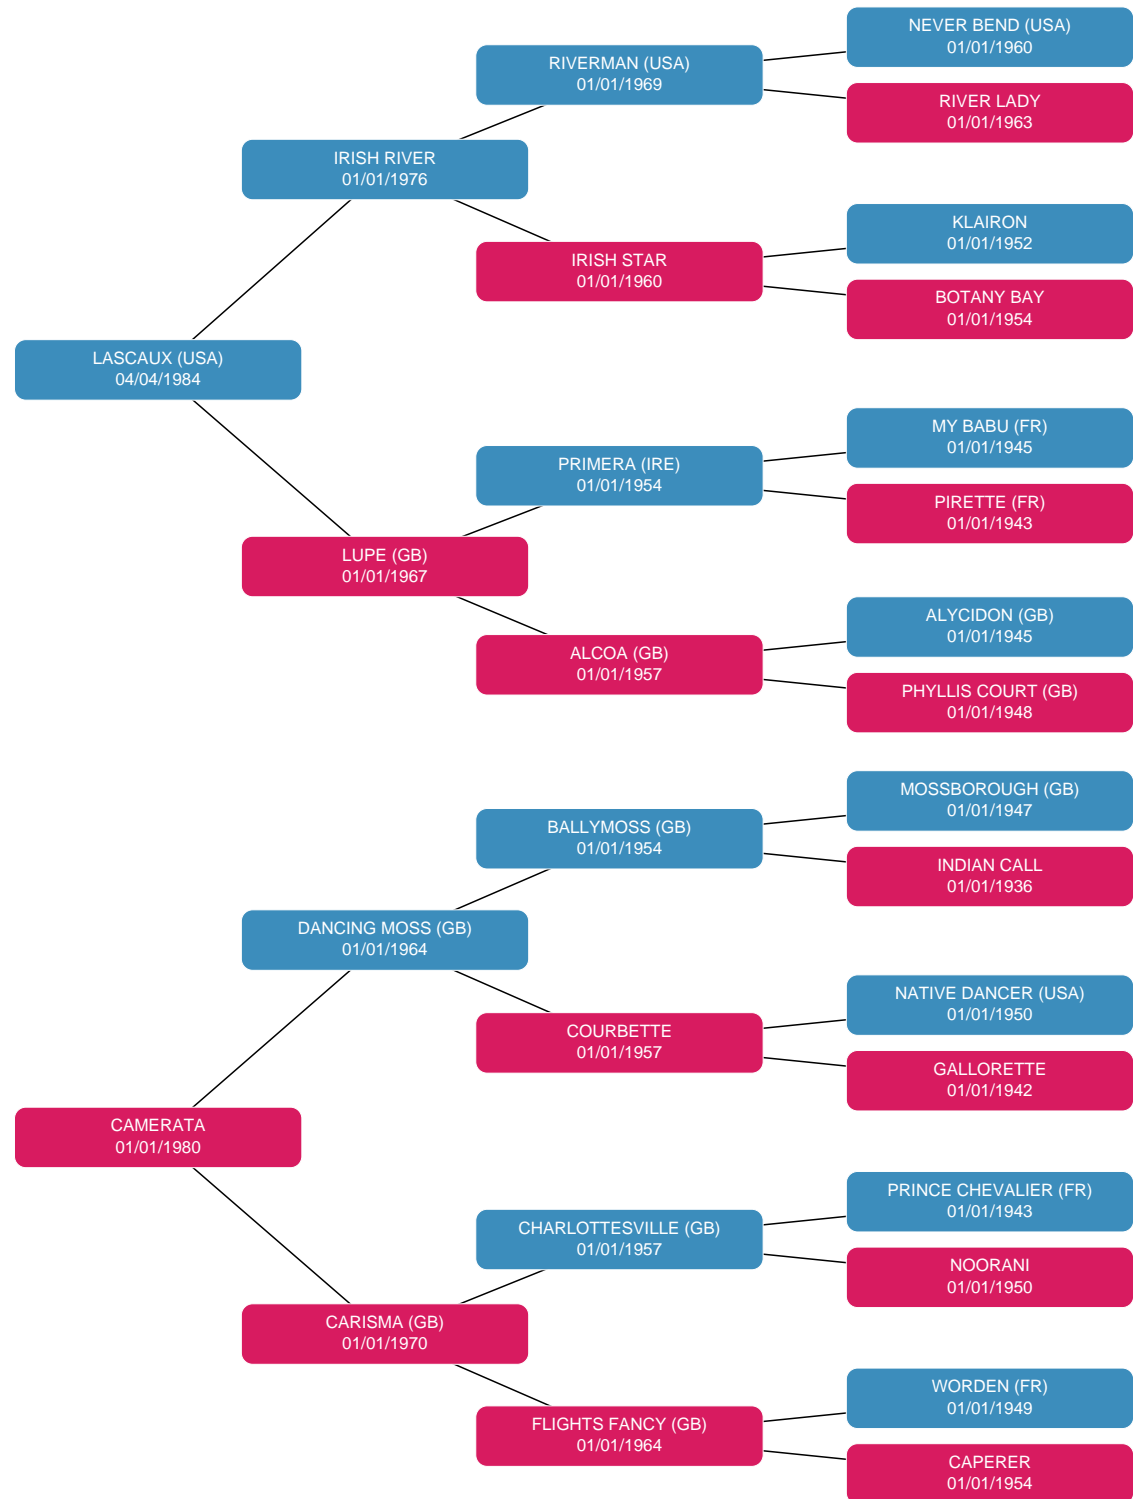 NEVER BEND (USA)
01/01/1960
RIVERMAN (USA)
01/01/1969
RIVER LADY
01/01/1963
IRISH RIVER
01/01/1976
KLAIRON
01/01/1952
IRISH STAR
01/01/1960
BOTANY BAY
01/01/1954
LASCAUX (USA)
04/04/1984
MY BABU (FR)
01/01/1945
PRIMERA (IRE)
01/01/1954
PIRETTE (FR)
01/01/1943
LUPE (GB)
01/01/1967
ALYCIDON (GB)
01/01/1945
ALCOA (GB)
01/01/1957
PHYLLIS COURT (GB)
01/01/1948
MOSSBOROUGH (GB)
01/01/1947
BALLYMOSS (GB)
01/01/1954
INDIAN CALL
01/01/1936
DANCING MOSS (GB)
01/01/1964
NATIVE DANCER (USA)
01/01/1950
COURBETTE
01/01/1957
GALLORETTE
01/01/1942
CAMERATA
01/01/1980
PRINCE CHEVALIER (FR)
01/01/1943
CHARLOTTESVILLE (GB)
01/01/1957
NOORANI
01/01/1950
CARISMA (GB)
01/01/1970
WORDEN (FR)
01/01/1949
FLIGHTS FANCY (GB)
01/01/1964
CAPERER
01/01/1954